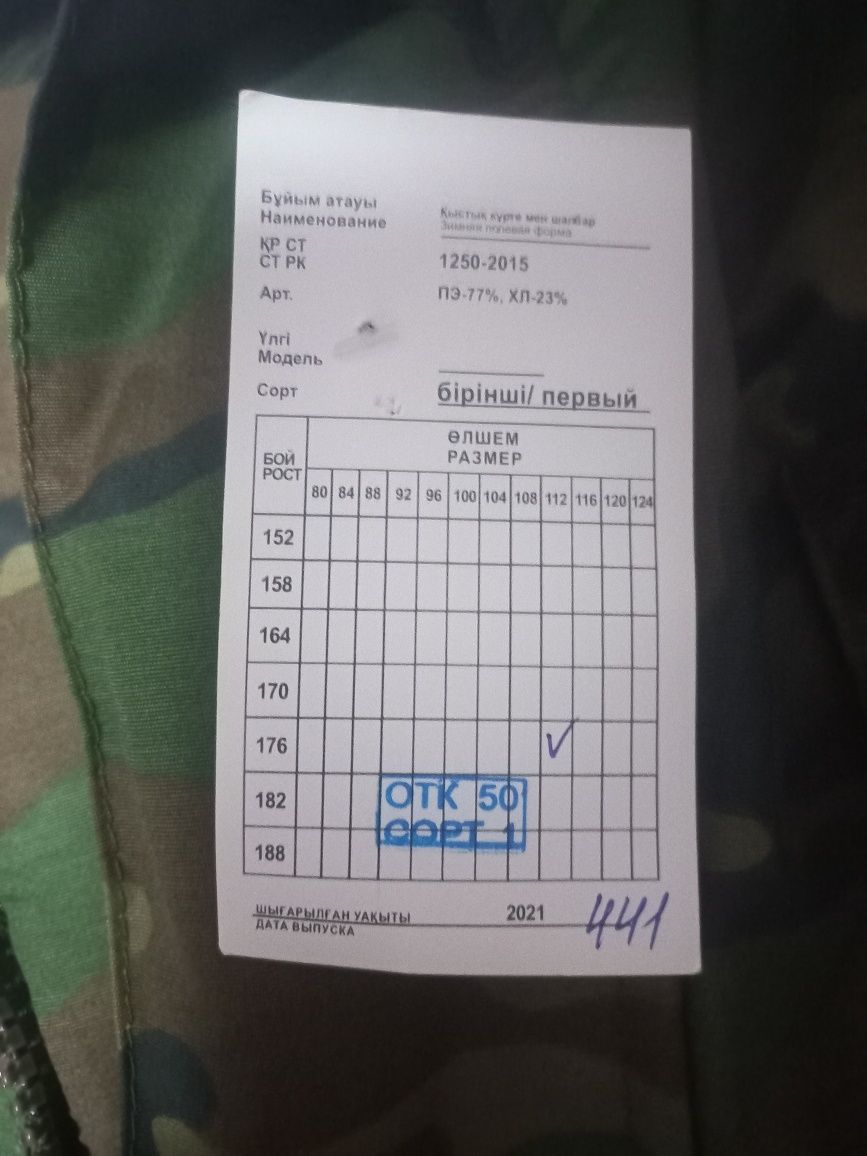 Бұйым атауы
Наименование
Қыстық күрте мен шалбар
Зимняя полевая форма
ҚР СТ
СТ РК
1250-2015
Арт.
ПЭ-77%, ХЛ-23%
Үлгі
Модель
Сорт
бірінші/ первый
БОЙ
РОСТ
ӨЛШЕМ
РАЗМЕР
80 84 88 92 96 100 104 108 112 116 120 124
152
158
164
170
176 ✓
182
188
ОТК 50
СОРТ 1
ШЫҒАРЫЛҒАН УАҚЫТЫ
ДАТА ВЫПУСКА
2021
441